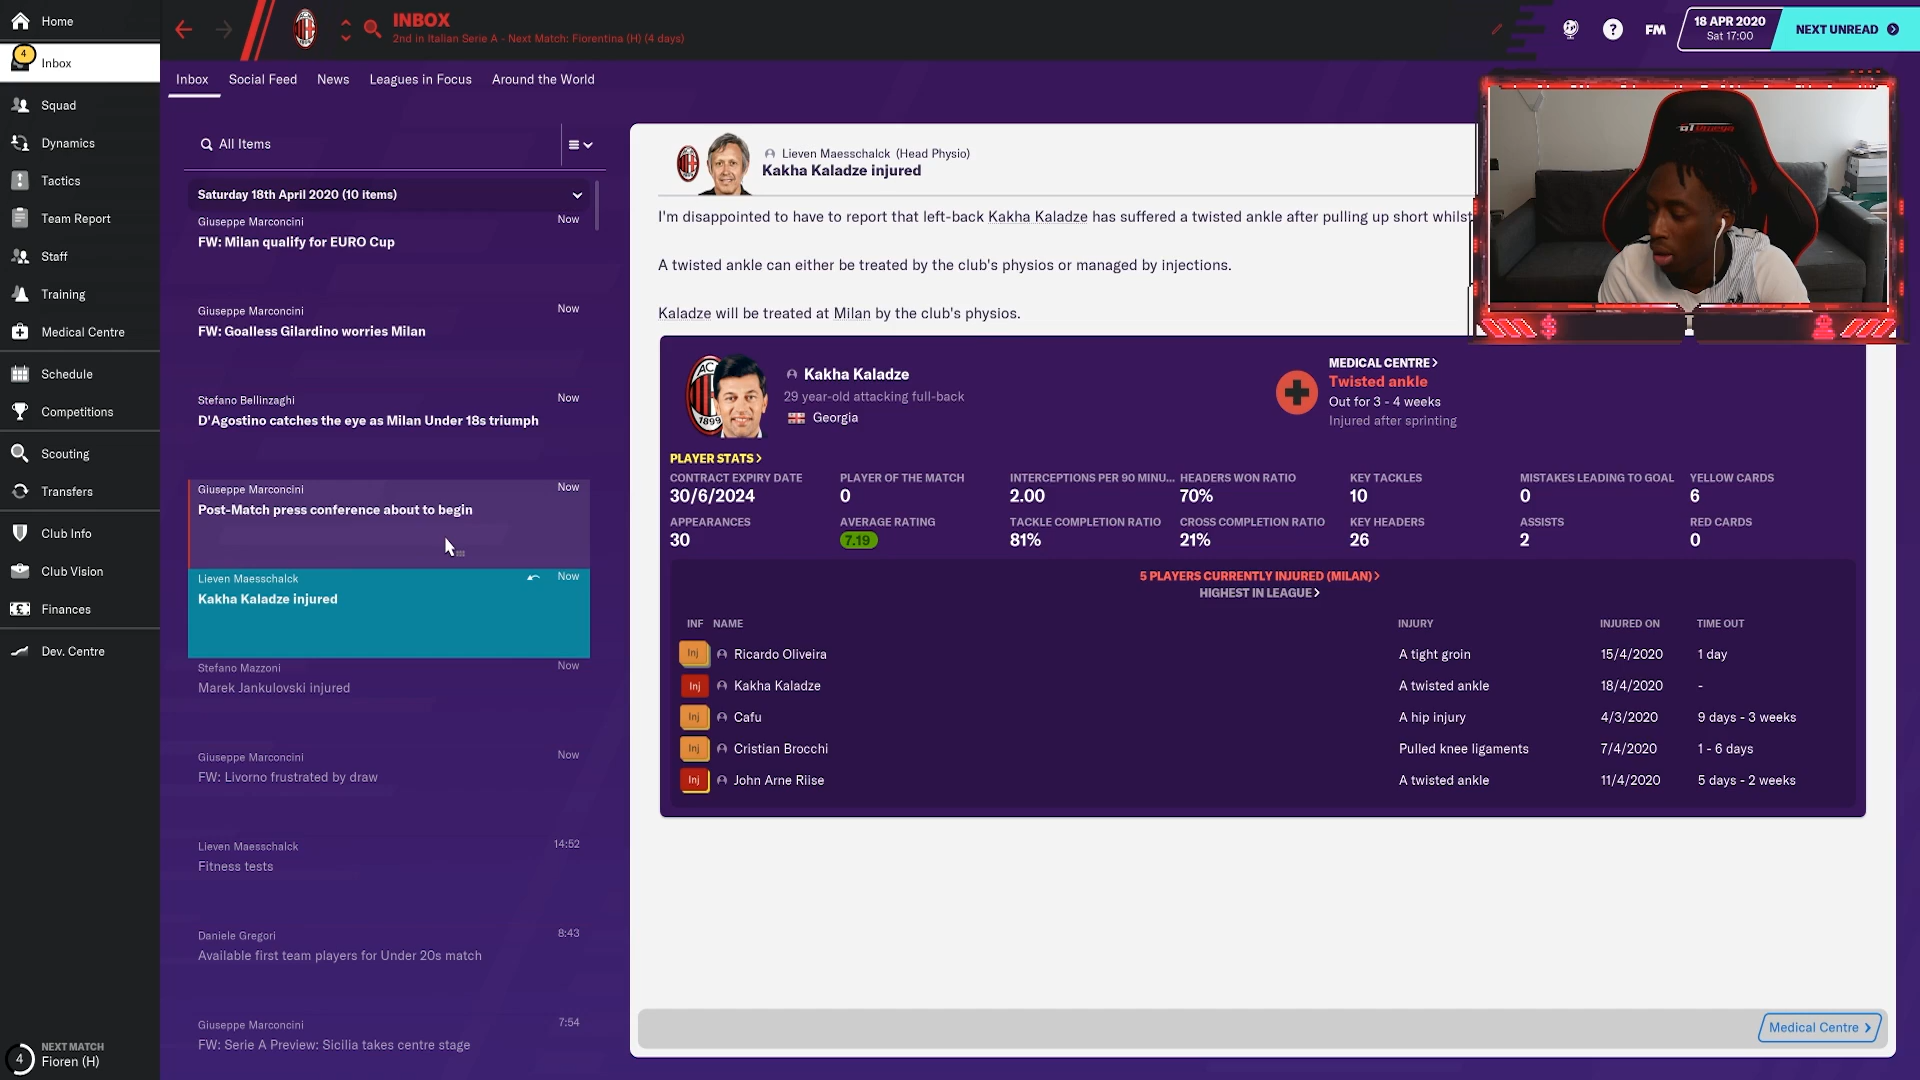 Home
4
Inbox
Squad
Dynamics
Tactics
Team Report
Staff
Training
Medical Centre
Schedule
Competitions
Scouting
Transfers
Club Info
Club Vision
Finances
Dev. Centre
4
NEXT MATCH
Fioren (H)
INBOX
2nd in Italian Serie A - Next Match: Fiorentina (H) (4 days)
FM
18 APR 2020
Sat 17:00
NEXT UNREAD
Inbox Social Feed News Leagues in Focus Around the World
All Items
Saturday 18th April 2020 (10 items)
Giuseppe Marconcini Now
FW: Milan qualify for EURO Cup
Giuseppe Marconcini Now
FW: Goalless Gilardino worries Milan
Stefano Bellinzaghi Now
D'Agostino catches the eye as Milan Under 18s triumph
Giuseppe Marconcini Now
Post-Match press conference about to begin
Lieven Maesschalck Now
Kakha Kaladze injured
Stefano Mazzoni Now
Marek Jankulovski injured
Giuseppe Marconcini Now
FW: Livorno frustrated by draw
Lieven Maesschalck 14:52
Fitness tests
Daniele Gregori 8:43
Available first team players for Under 20s match
Giuseppe Marconcini 7:54
FW: Serie A Preview: Sicilia takes centre stage
Lieven Maesschalck (Head Physio)
Kakha Kaladze injured
I'm disappointed to have to report that left-back Kakha Kaladze has suffered a twisted ankle after pulling up short whilst
A twisted ankle can either be treated by the club's physios or managed by injections.
Kaladze will be treated at Milan by the club's physios.
AC
1899
Kakha Kaladze
29 year-old attacking full-back
Georgia
MEDICAL CENTRE>
Twisted ankle
Out for 3 - 4 weeks
Injured after sprinting
PLAYER STATS>
CONTRACT EXPIRY DATE PLAYER OF THE MATCH INTERCEPTIONS PER 90 MINU... HEADERS WON RATIO KEY TACKLES MISTAKES LEADING TO GOAL YELLOW CARDS
30/6/2024 0 2.00 70% 10 0 6
APPEARANCES AVERAGE RATING TACKLE COMPLETION RATIO CROSS COMPLETION RATIO KEY HEADERS ASSISTS RED CARDS
30 7.19 81% 21% 26 2 0
5 PLAYERS CURRENTLY INJURED (MILAN)>
HIGHEST IN LEAGUE>
INF NAME INJURY INJURED ON TIME OUT
Inj Ricardo Oliveira A tight groin 15/4/2020 1 day
Inj Kakha Kaladze A twisted ankle 18/4/2020 -
Inj Cafu A hip injury 4/3/2020 9 days - 3 weeks
Inj Cristian Brocchi Pulled knee ligaments 7/4/2020 1 - 6 days
Inj John Arne Riise A twisted ankle 11/4/2020 5 days - 2 weeks
Medical Centre >